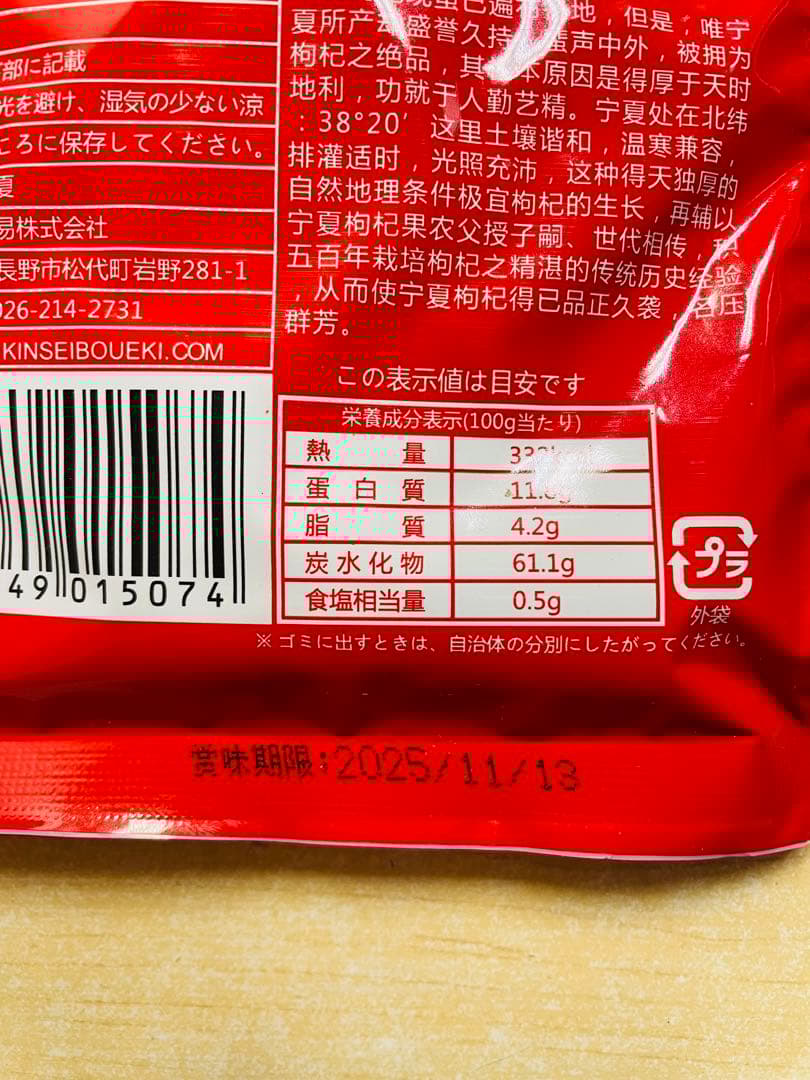 部に記載
光を避け、湿気の少ない涼
ころに保存してください。
夏
易株式会社
長野市松代町岩野281-1
026-214-2731
KINSEIBOUEKI.COM
49 015074
已遍 地，但是，唯宁
夏所产 盛誉久持 蜚声中外，被拥为
枸杞之绝品，其 本原因是得厚于天时
地利，功就于人勤艺精。宁夏处在北纬
：38°20′这里土壤谐和，温寒兼容，
排灌适时，光照充沛，这种得天独厚的
自然地理条件极宜枸杞的生长，再辅以
宁夏枸杞果农父授子嗣、世代相传，积
五百年栽培枸杞之精湛的传统历史经验
，从而使宁夏枸杞得已品正久袭，各压
群芳。
この表示値は目安です
栄養成分表示(100g当たり)
熱量
蛋白質
脂質 4.2g
炭水化物 61.1g
食塩相当量 0.5g
プラ
外袋
※ ゴミに出すときは、自治体の分別にしたがってください。
賞味期限:2025/11/13